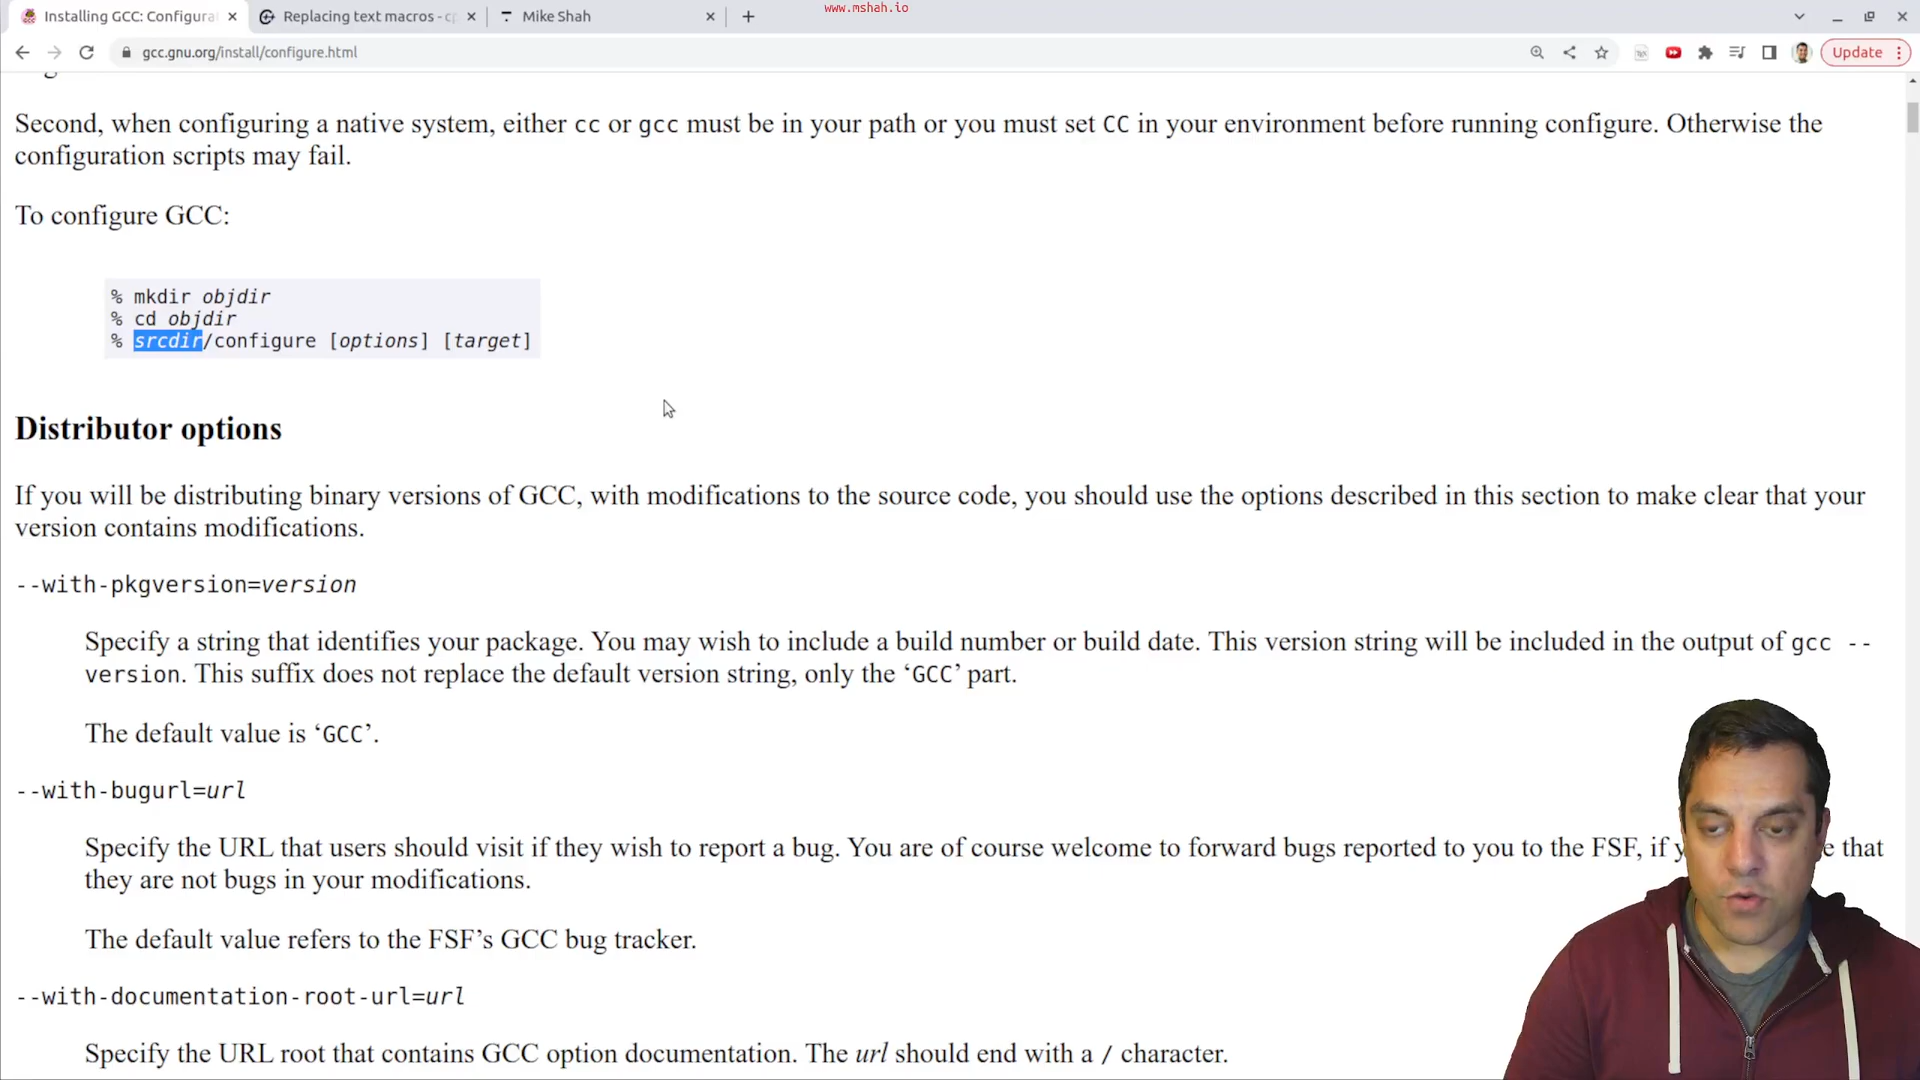 www.mshah.io
Installing GCC: Configura
Replacing text macros - c
Mike Shah
gcc.gnu.org/install/configure.html
Update
Second, when configuring a native system, either cc or gcc must be in your path or you must set CC in your environment before running configure. Otherwise the
configuration scripts may fail.
To configure GCC:
% mkdir objdir
% cd objdir
% srcdir/configure [options] [target]
Distributor options
If you will be distributing binary versions of GCC, with modifications to the source code, you should use the options described in this section to make clear that your
version contains modifications.
--with-pkgversion=version
Specify a string that identifies your package. You may wish to include a build number or build date. This version string will be included in the output of gcc --
version. This suffix does not replace the default version string, only the ‘GCC’ part.
The default value is ‘GCC’.
--with-bugurl=url
Specify the URL that users should visit if they wish to report a bug. You are of course welcome to forward bugs reported to you to the FSF, if that
they are not bugs in your modifications.
The default value refers to the FSF’s GCC bug tracker.
--with-documentation-root-url=url
Specify the URL root that contains GCC option documentation. The url should end with a / character.